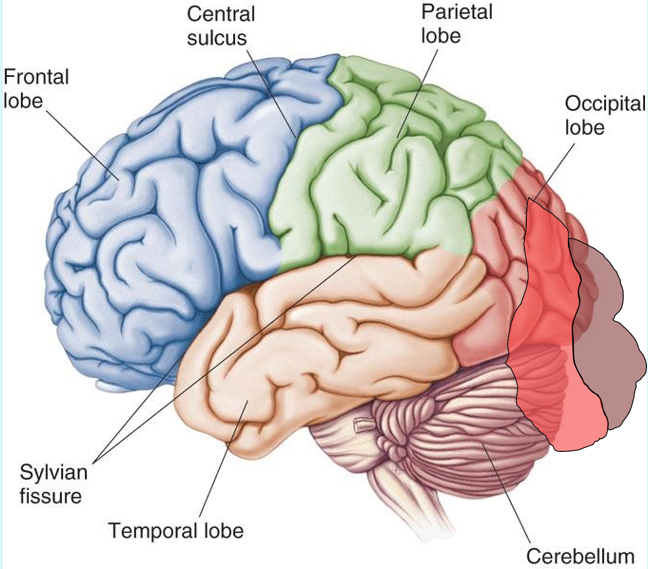 Central
sulcus
Parietal
lobe
Frontal
lobe
Occipital
lobe
Sylvian
fissure
Temporal lobe
Cerebellum